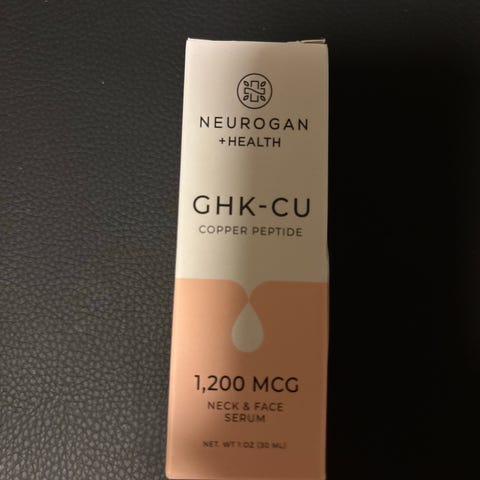 NEUROGAN
+HEALTH
GHK-CU
COPPER PEPTIDE
1,200 MCG
NECK & FACE
SERUM
NET. WT 1 OZ (30 ML)